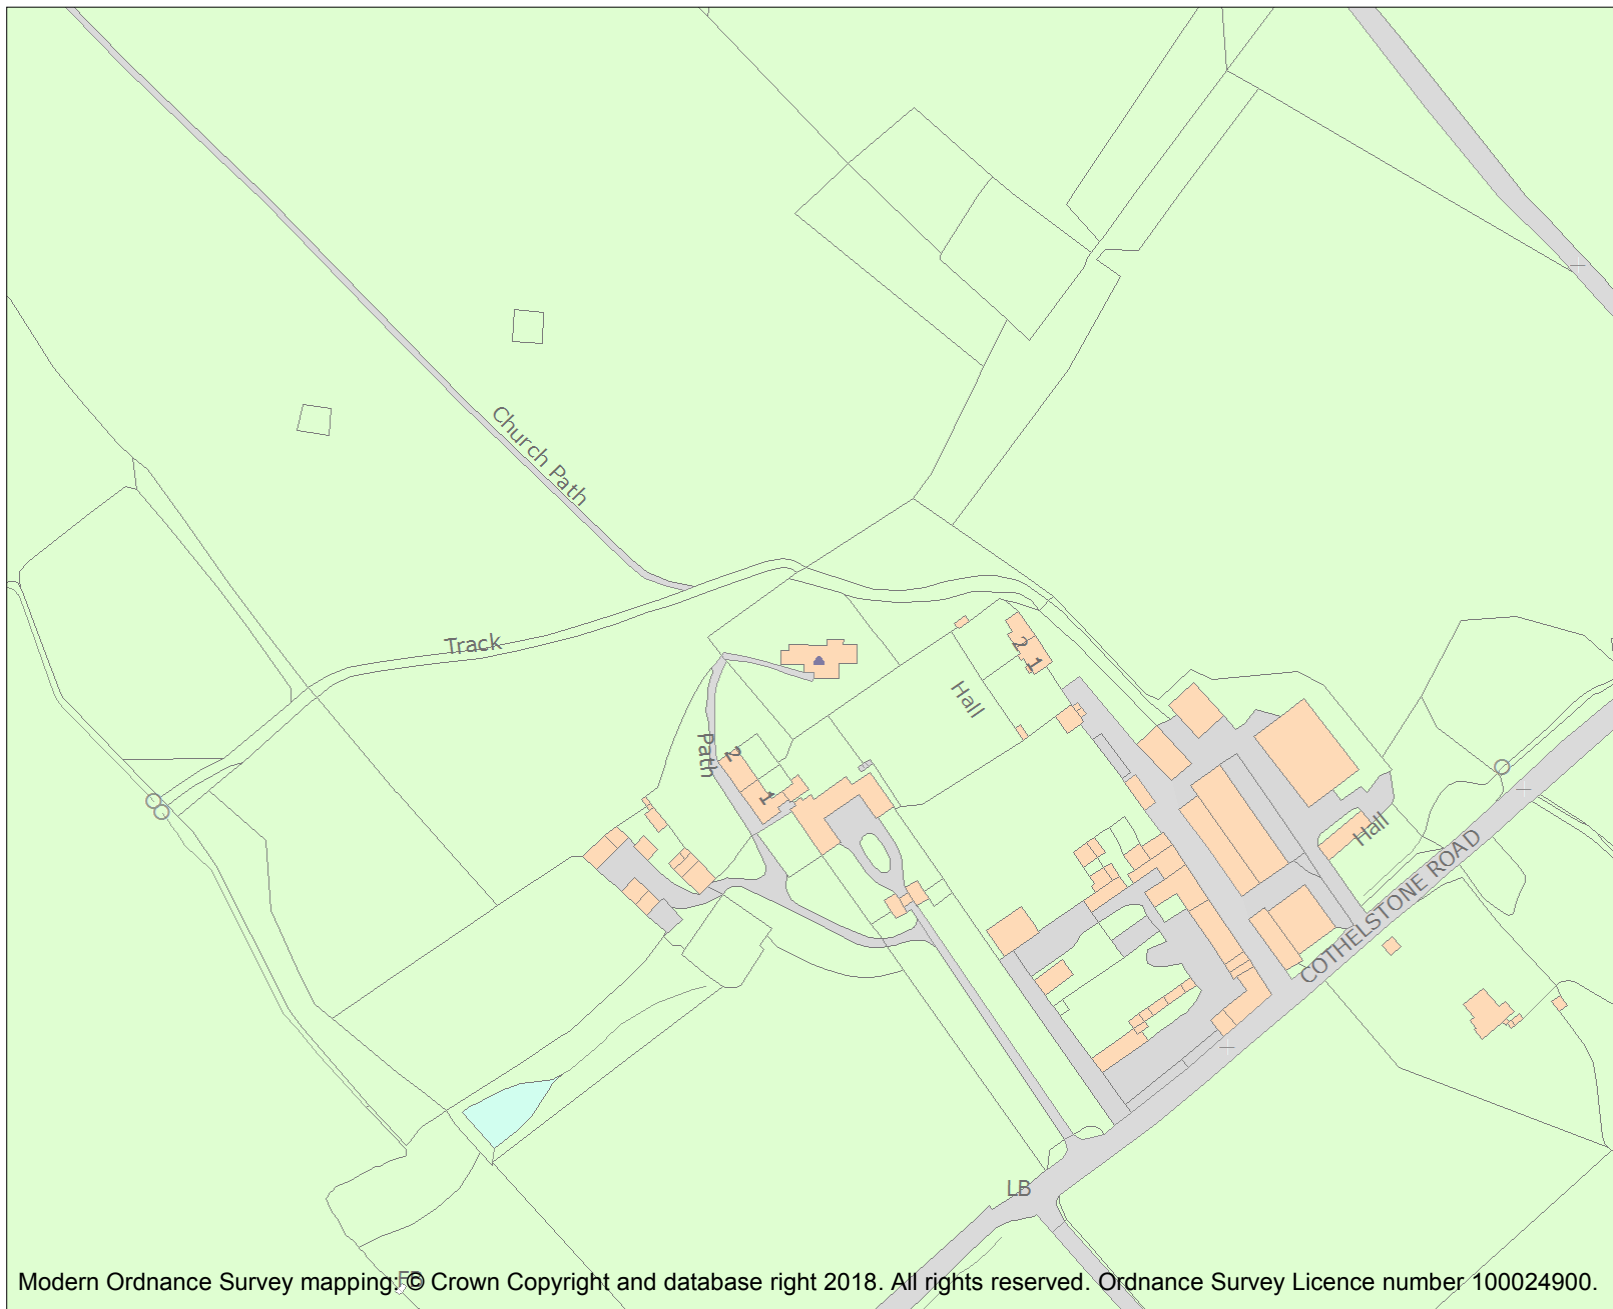 Church Path
Track
2 1
Hall
Path
2
1
Hall
COTHELSTONE ROAD
LB
FB
Modern Ordnance Survey mapping: © Crown Copyright and database right 2018. All rights reserved. Ordnance Survey Licence number 100024900.